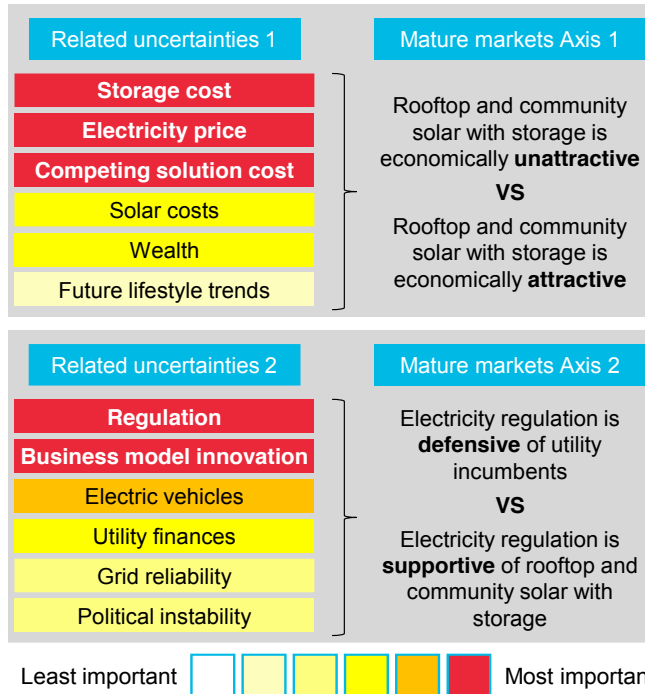 Related uncertainties 1
Mature markets Axis 1
Storage cost
Electricity price
Competing solution cost
Solar costs
Wealth
Future lifestyle trends
Rooftop and community
solar with storage is
economically unattractive
VS
Rooftop and community
solar with storage is
economically attractive
Related uncertainties 2
Mature markets Axis 2
Regulation
Business model innovation
Electric vehicles
Utility finances
Grid reliability
Political instability
Electricity regulation is
defensive of utility
incumbents
VS
Electricity regulation is
supportive of rooftop and
community solar with
storage
Least important
Most importan